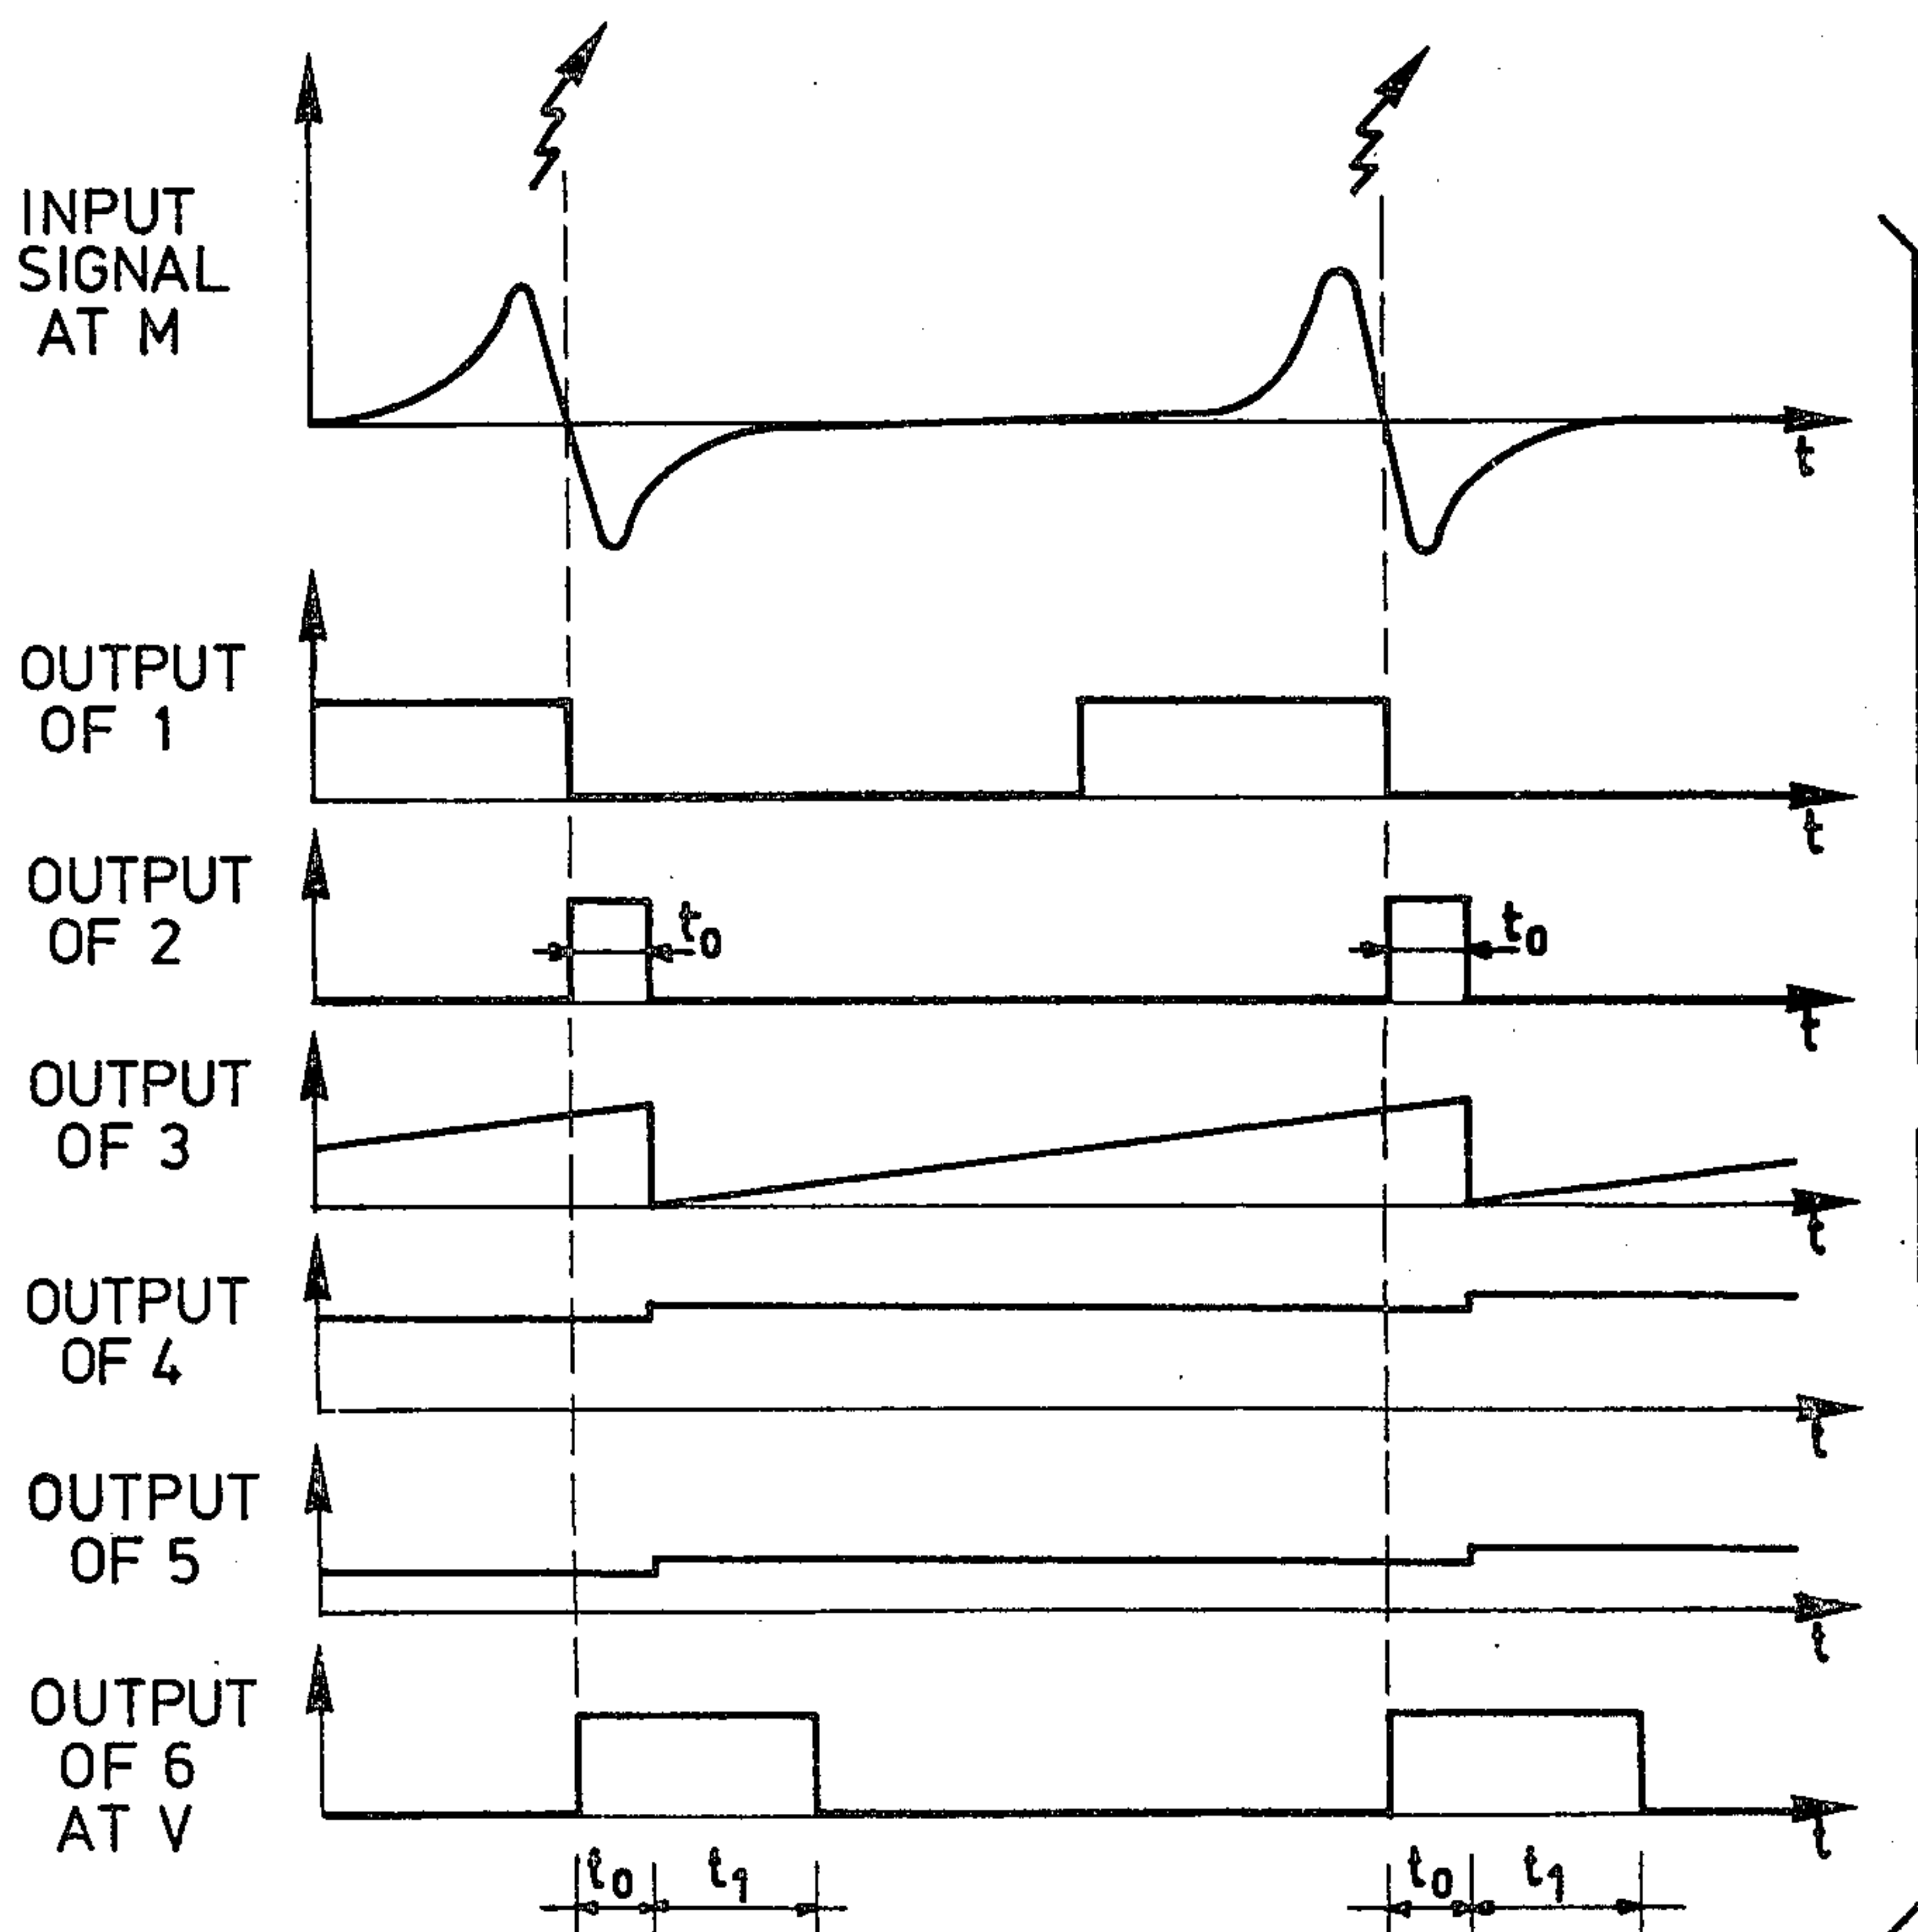 INPUT
SIGNAL
AT M
t
OUTPUT
OF 1
t
OUTPUT
OF 2
t₀
t₀
t
OUTPUT
OF 3
t
OUTPUT
OF 4
t
OUTPUT
OF 5
t
OUTPUT
OF 6
AT V
t
t₀ t₁ t₀ t₁